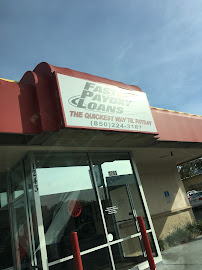 FAST
PAYDAY
LOANS
THE QUICKEST WAY 'TIL PAYDAY
(850)224-3181